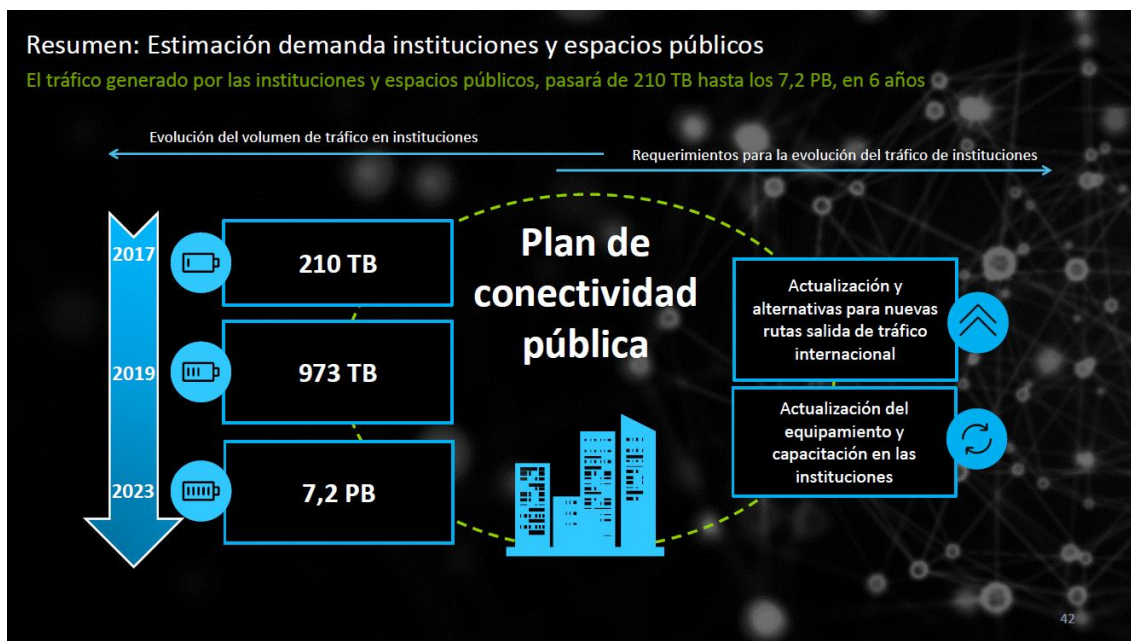 Resumen: Estimación demanda instituciones y espacios públicos
El tráfico generado por las instituciones y espacios públicos, pasará de 210 TB hasta los 7,2 PB, en 6 años
Evolución del volumen de tráfico en instituciones
Requerimientos para la evolución del tráfico de instituciones
2017
210 TB
2019
973 TB
2023
7,2 PB
Plan de
conectividad
pública
Actualización y
alternativas para nuevas
rutas salida de tráfico
internacional
Actualización del
equipamiento y
capacitación en las
instituciones
42